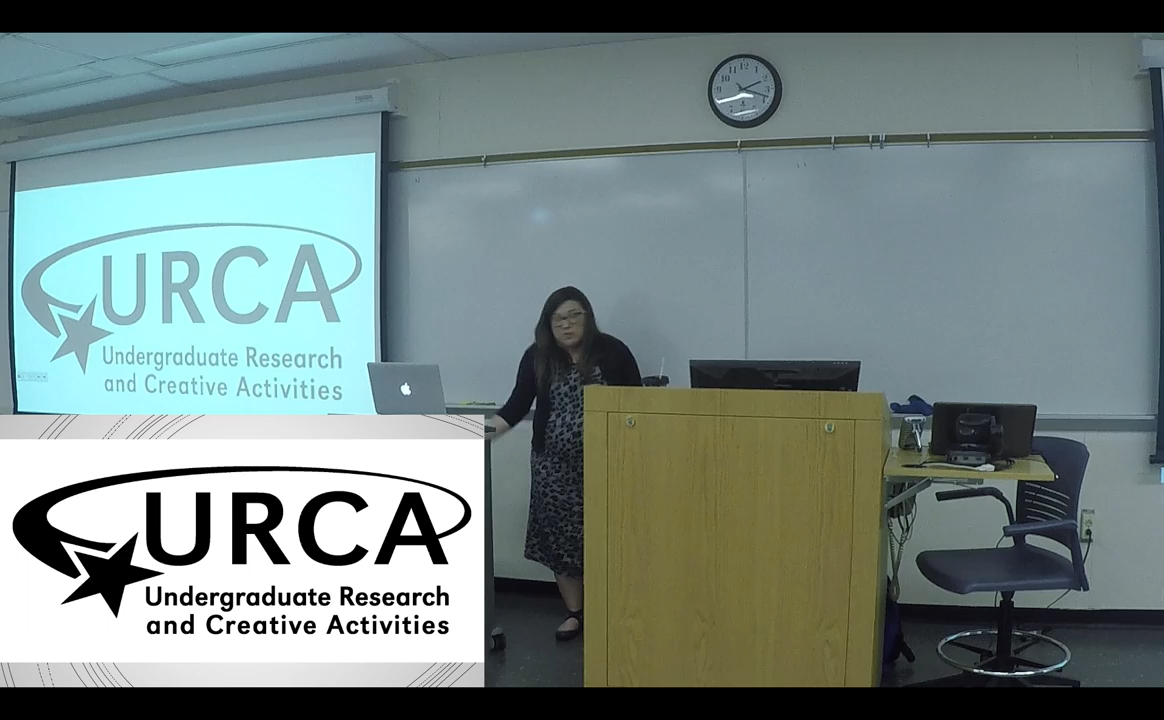 URCA
Undergraduate Research
and Creative Activities
URCA
Undergraduate Research
and Creative Activities